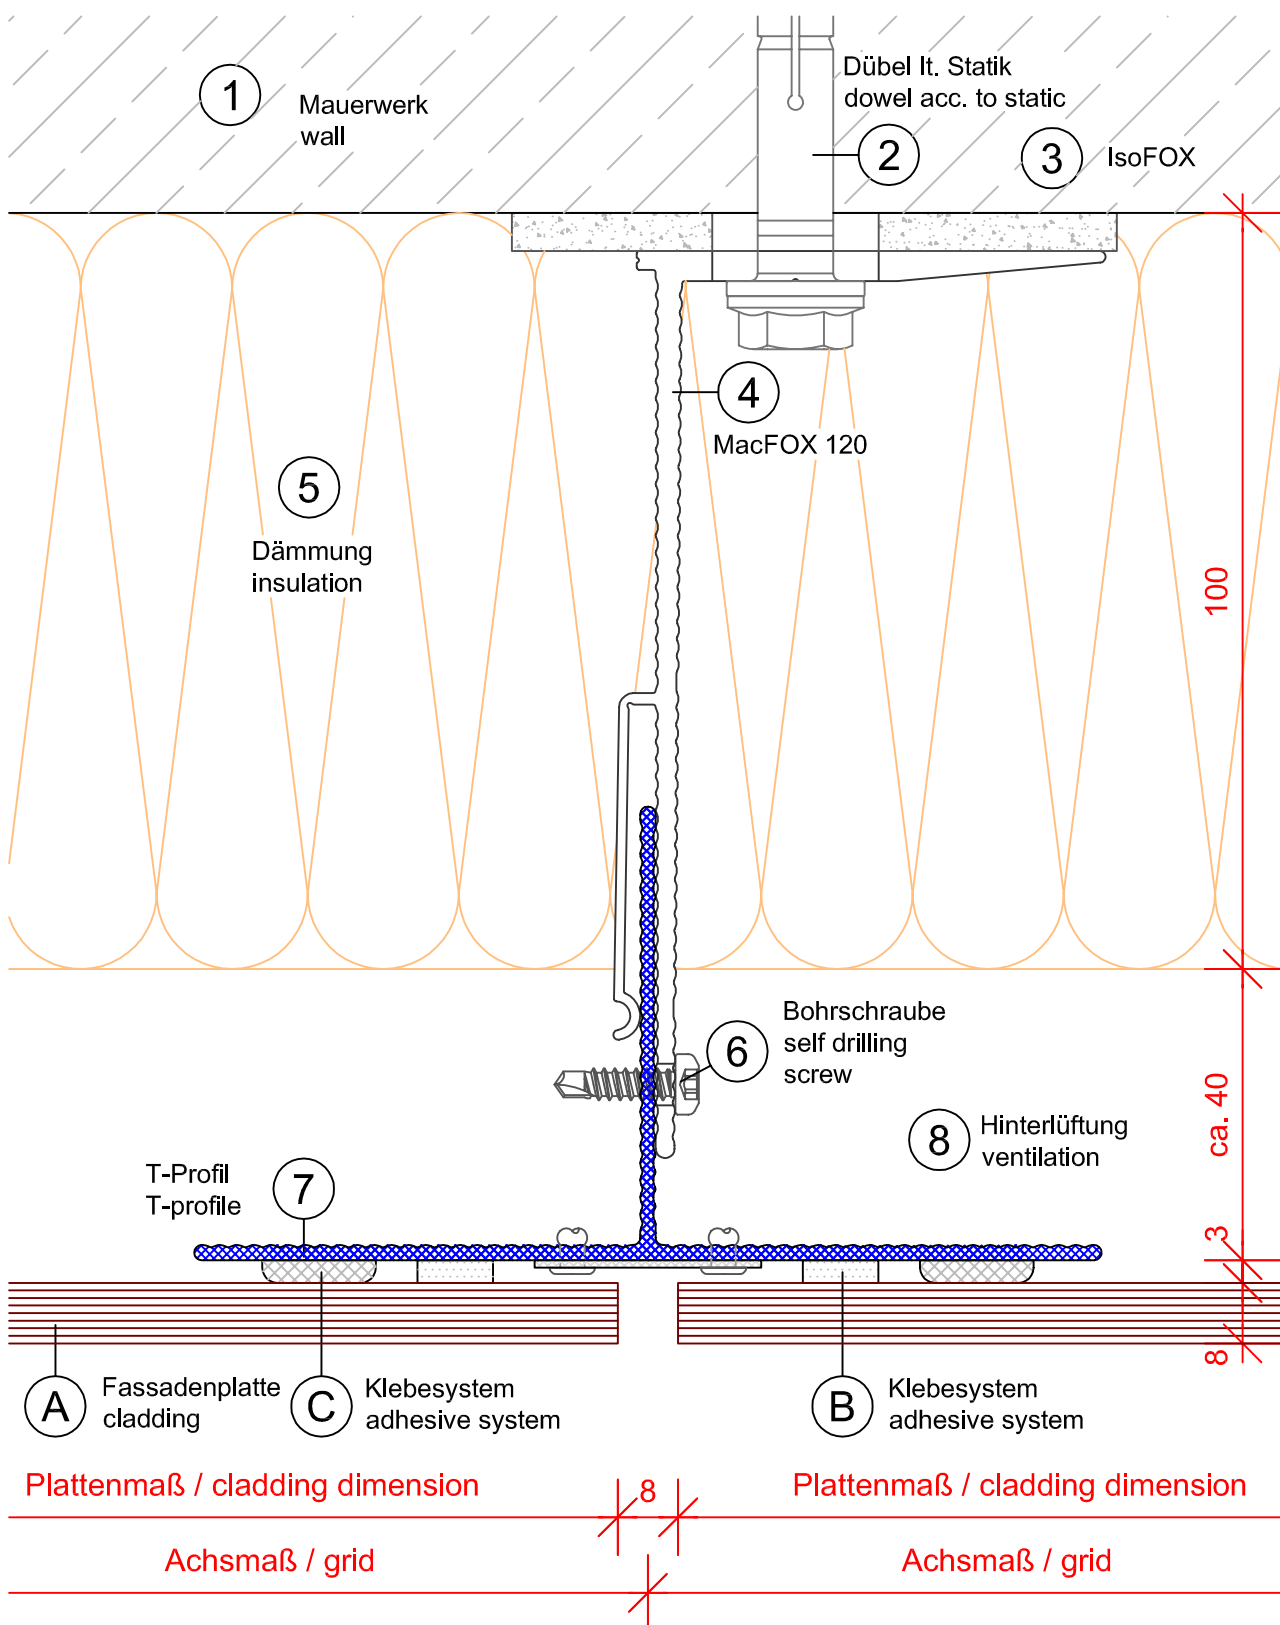 Dübel lt. Statik
dowel acc. to static
1
Mauerwerk
wall
2
3
IsoFOX
4
MacFOX 120
5
Dämmung
insulation
100
Bohrschraube
self drilling
screw
6
ca. 40
8
Hinterlüftung
ventilation
T-Profil
T-profile
7
3
8
A
Fassadenplatte
cladding
C
Klebesystem
adhesive system
B
Klebesystem
adhesive system
Plattenmaß / cladding dimension
8
Plattenmaß / cladding dimension
Achsmaß / grid
Achsmaß / grid